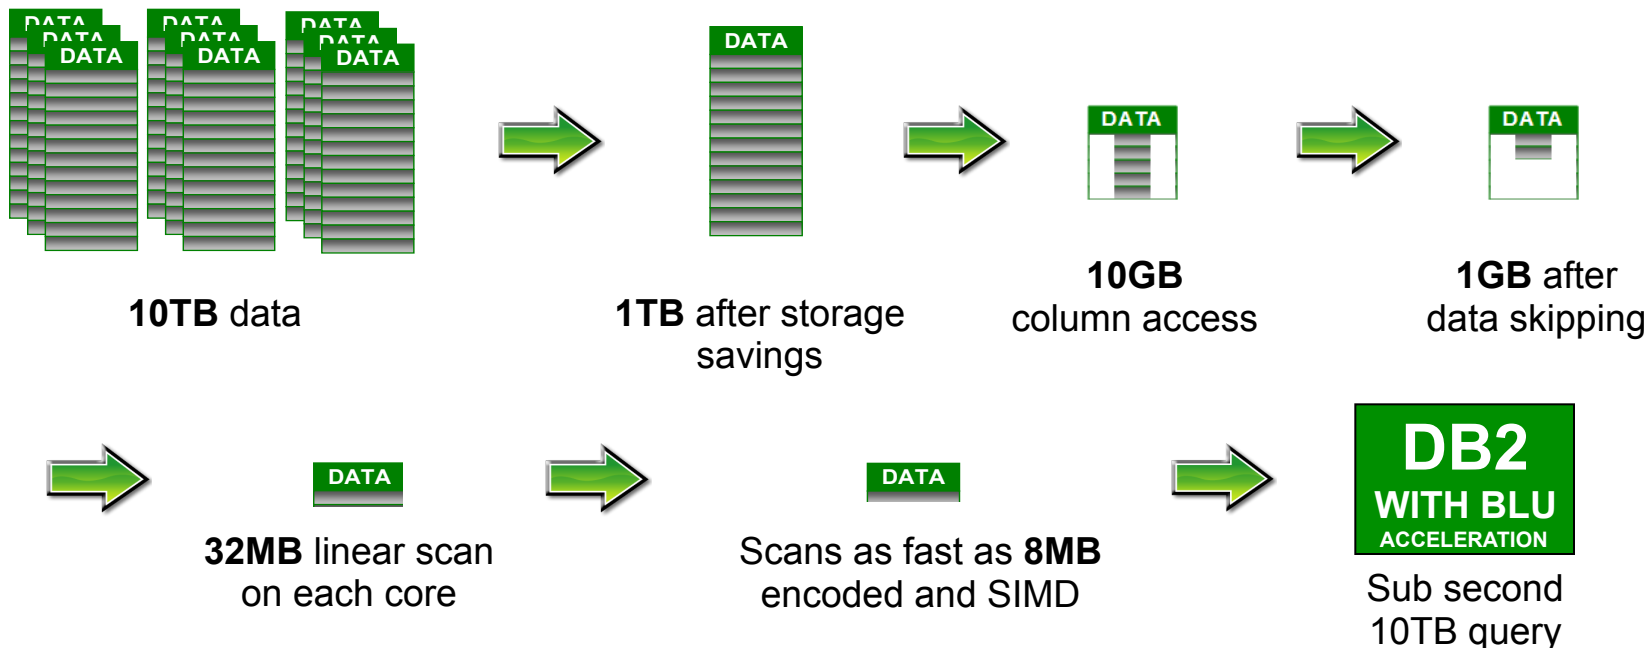 DATA DATA DATA
DATA DATA DATA
DATA DATA DATA
DATA
DATA
DATA
10TB data
1TB after storage
savings
10GB
column access
1GB after
data skipping
DATA
DATA
32MB linear scan
on each core
Scans as fast as 8MB
encoded and SIMD
DB2
WITH BLU
ACCELERATION
Sub second
10TB query